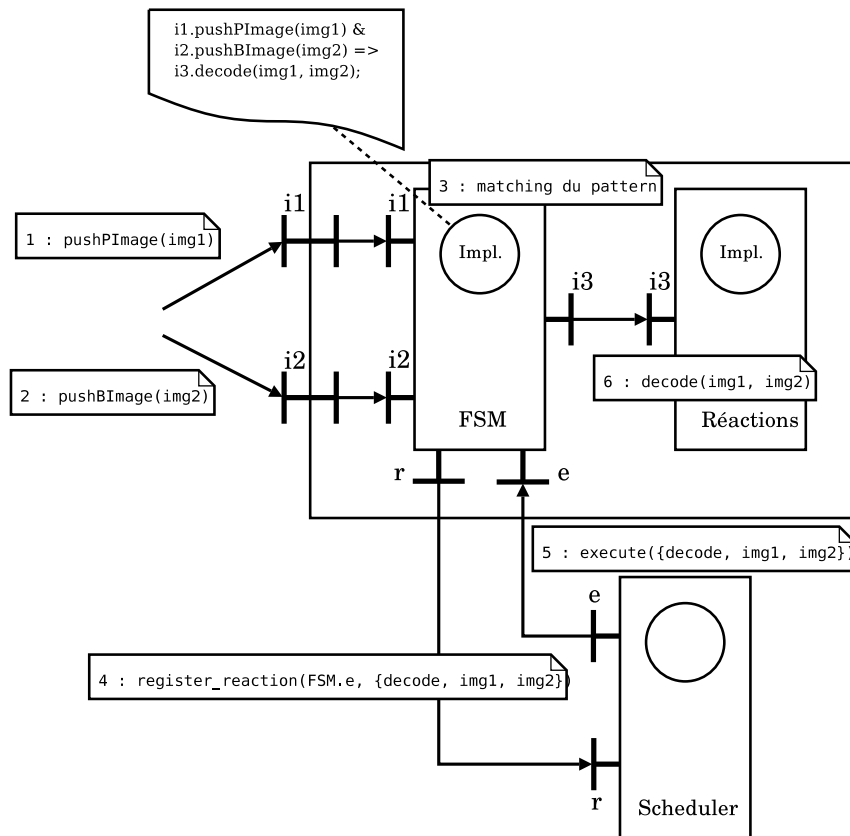 i1.pushPImage(img1) &
i2.pushBImage(img2) =>
i3.decode(img1, img2);
3 : matching du pattern
i1
i1
1 : pushPImage(img1)
Impl.
Impl.
i3
i3
i2
i2
2 : pushBImage(img2)
6 : decode(img1, img2)
FSM
Réactions
r
e
5 : execute({decode, img1, img2})
e
4 : register_reaction(FSM.e, {decode, img1, img2})
r
Scheduler